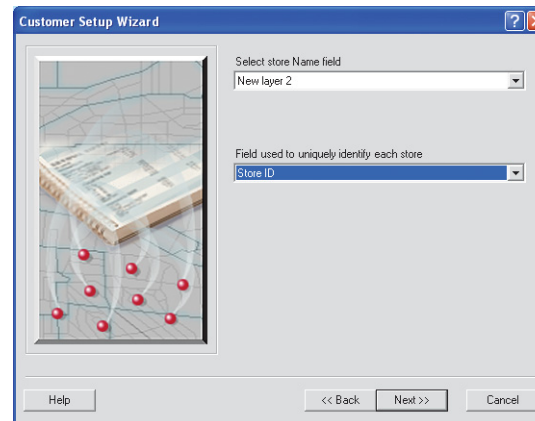 Customer Setup Wizard
Select store Name field
New layer 2
Field used to uniquely identify each store
Store ID
Help
<< Back
Next >>
Cancel